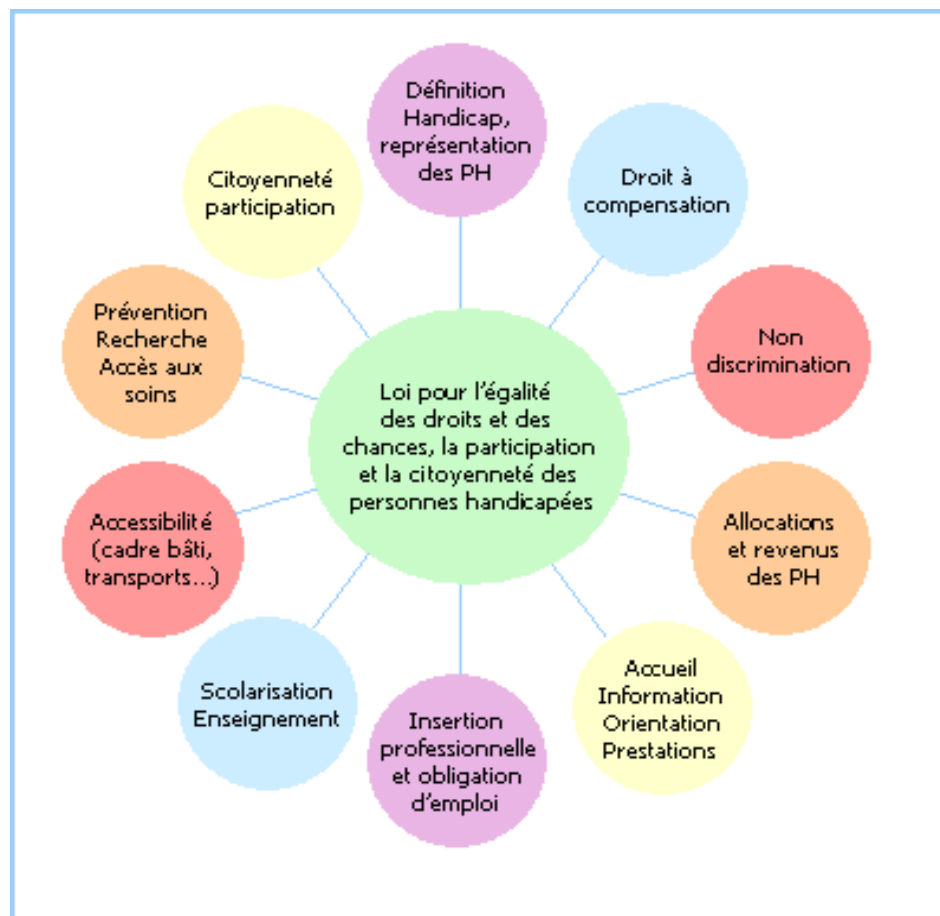 Définition
Handicap,
représentation
des PH
Droit à
compensation
Non
discrimination
Allocations
et revenus
des PH
Accueil
Information
Orientation
Prestations
Insertion
professionnelle
et obligation
d'emploi
Scolarisation
Enseignement
Accessibilité
(cadre bâti,
transports...)
Prévention
Recherche
Accès aux
soins
Citoyenneté
participation
Loi pour l'égalité
des droits et des
chances, la participation
et la citoyenneté des
personnes handicapées